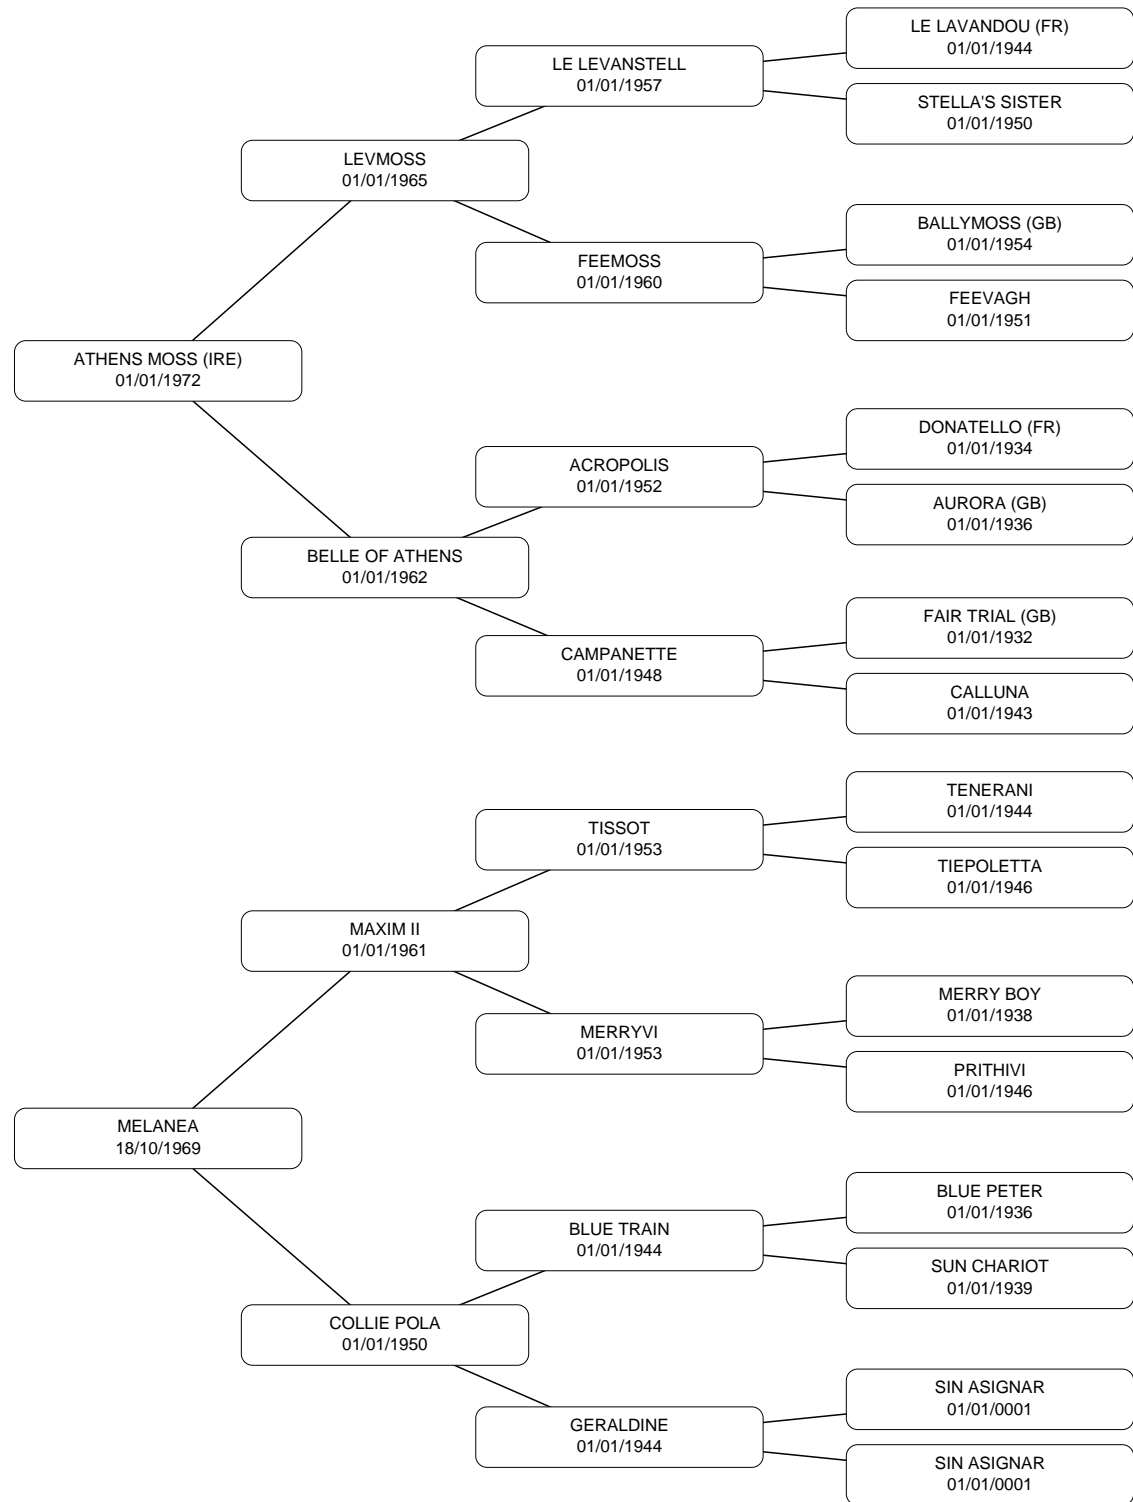 LE LAVANDOU (FR)
01/01/1944
LE LEVANSTELL
01/01/1957
STELLA'S SISTER
01/01/1950
LEVMOSS
01/01/1965
BALLYMOSS (GB)
01/01/1954
FEEMOSS
01/01/1960
FEEVAGH
01/01/1951
ATHENS MOSS (IRE)
01/01/1972
DONATELLO (FR)
01/01/1934
ACROPOLIS
01/01/1952
AURORA (GB)
01/01/1936
BELLE OF ATHENS
01/01/1962
FAIR TRIAL (GB)
01/01/1932
CAMPANETTE
01/01/1948
CALLUNA
01/01/1943
TENERANI
01/01/1944
TISSOT
01/01/1953
TIEPOLETTA
01/01/1946
MAXIM II
01/01/1961
MERRY BOY
01/01/1938
MERRYVI
01/01/1953
PRITHIVI
01/01/1946
MELANEA
18/10/1969
BLUE PETER
01/01/1936
BLUE TRAIN
01/01/1944
SUN CHARIOT
01/01/1939
COLLIE POLA
01/01/1950
SIN ASIGNAR
01/01/0001
GERALDINE
01/01/1944
SIN ASIGNAR
01/01/0001